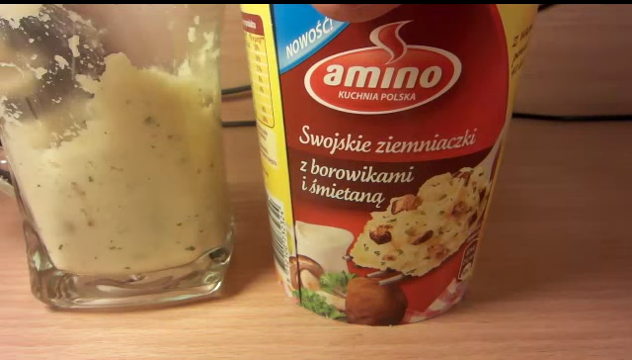 NOWOŚĆ!
amino
KUCHNIA POLSKA
Swojskie ziemniaczki
z borowikami
i śmietaną